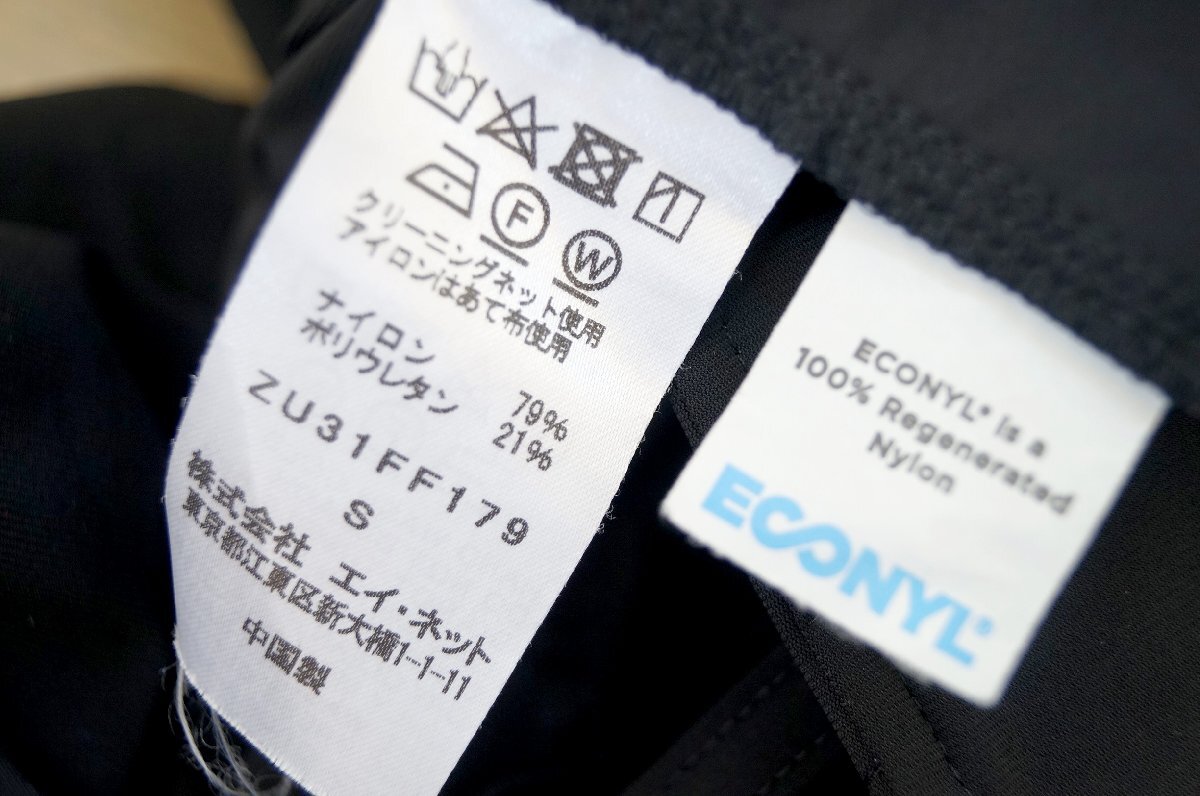 F
W
クリーニングネット使用
アイロンはあて布使用
ナイロン 79%
ポリウレタン 21%
ZU31FF179
S
株式会社 エイ・ネット
東京都江東区新大橋1-1-11
中国製
ECONYL® is a
100% Regenerated
Nylon
ECONYL®